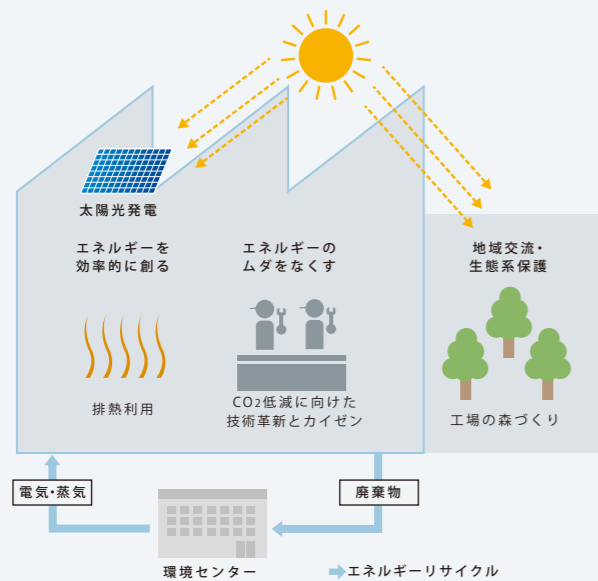 太陽光発電
エネルギーを
効率的に創る
エネルギーの
ムダをなくす
地域交流・
生態系保護
排熱利用
CO2低減に向けた
技術革新とカイゼン
工場の森づくり
電気・蒸気
廃棄物
環境センター
エネルギーリサイクル